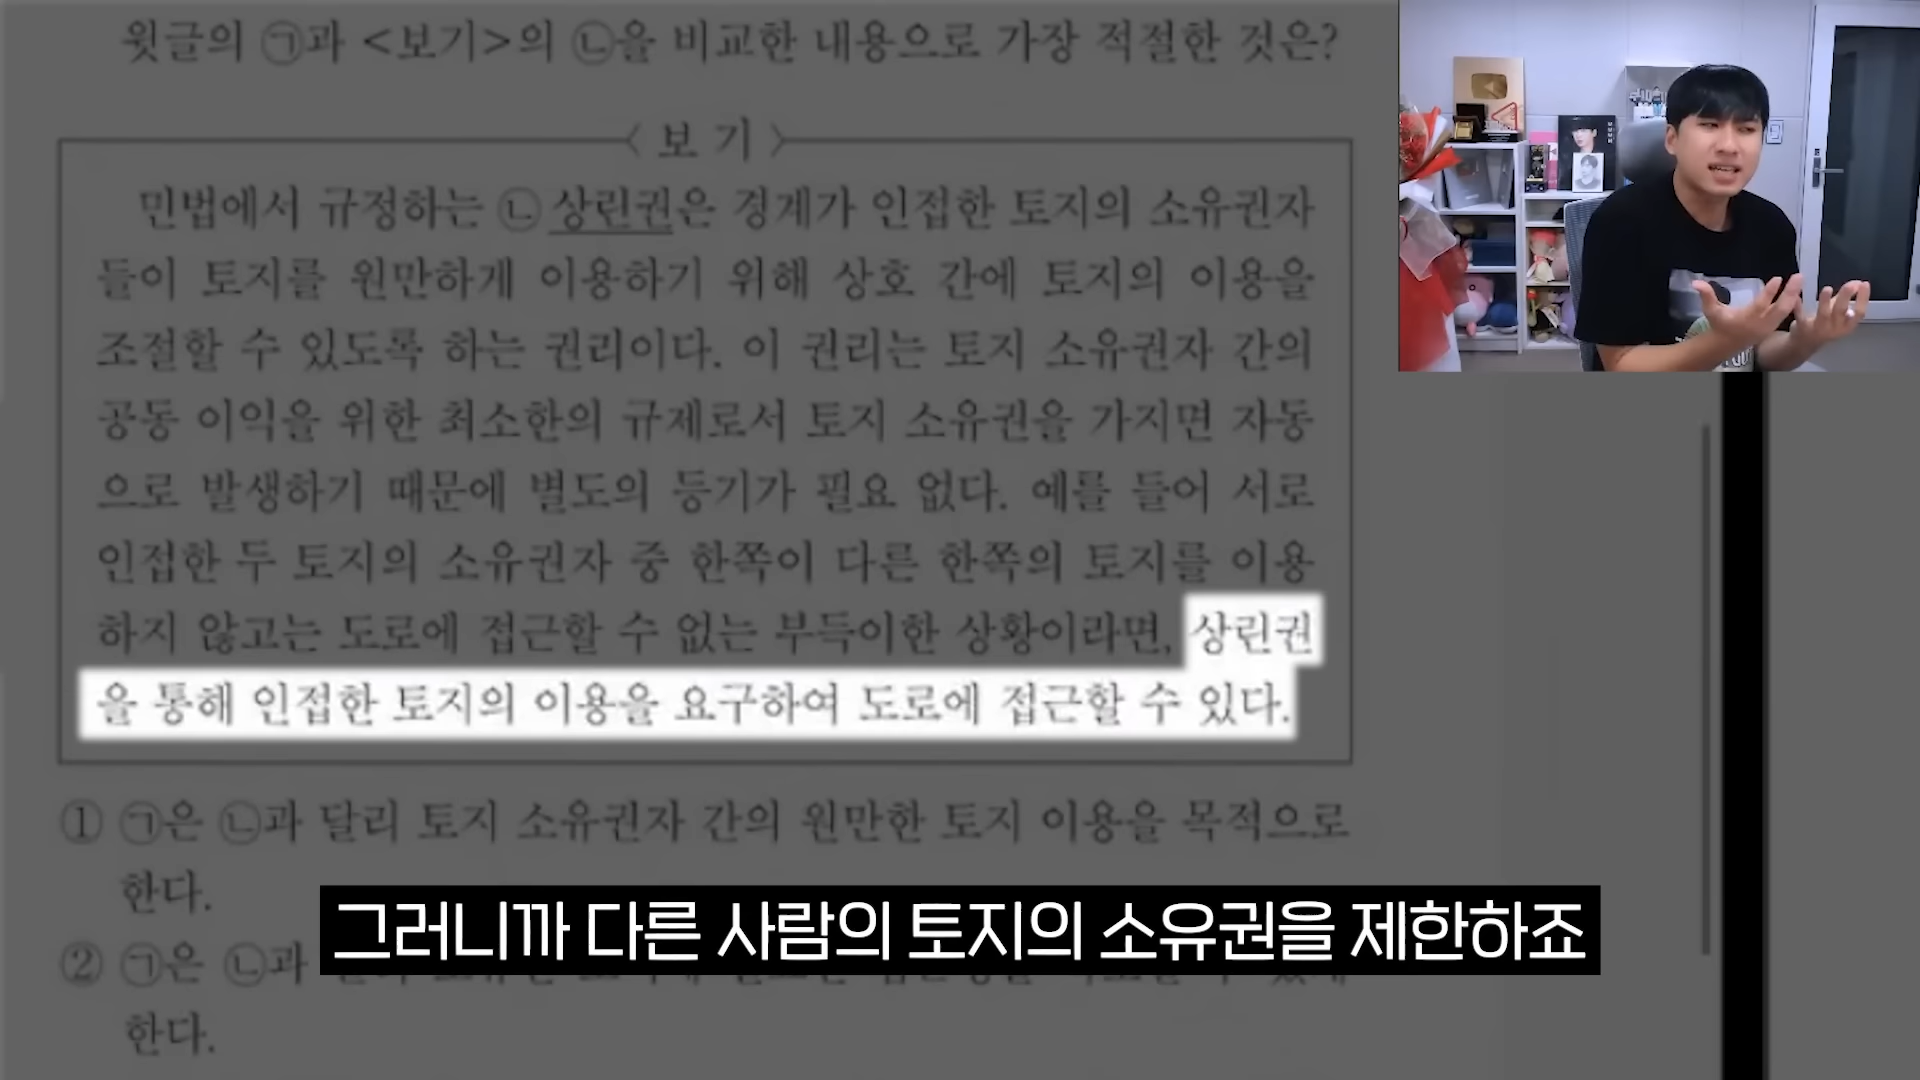 윗글의 ㉠과 <보기>의 ㉡을 비교한 내용으로 가장 적절한 것은?
〈 보 기 〉
민법에서 규정하는 ㉡상린권은 경계가 인접한 토지의 소유권자
들이 토지를 원만하게 이용하기 위해 상호 간에 토지의 이용을
조절할 수 있도록 하는 권리이다. 이 권리는 토지 소유권자 간의
공동 이익을 위한 최소한의 규제로서 토지 소유권을 가지면 자동
으로 발생하기 때문에 별도의 등기가 필요 없다. 예를 들어 서로
인접한 두 토지의 소유권자 중 한쪽이 다른 한쪽의 토지를 이용
하지 않고는 도로에 접근할 수 없는 부득이한 상황이라면, 상린권
을 통해 인접한 토지의 이용을 요구하여 도로에 접근할 수 있다.
① ㉠은 ㉡과 달리 토지 소유권자 간의 원만한 토지 이용을 목적으로
한다.
② ㉠은 ㉡과
한다.
그러니까 다른 사람의 토지의 소유권을 제한하죠